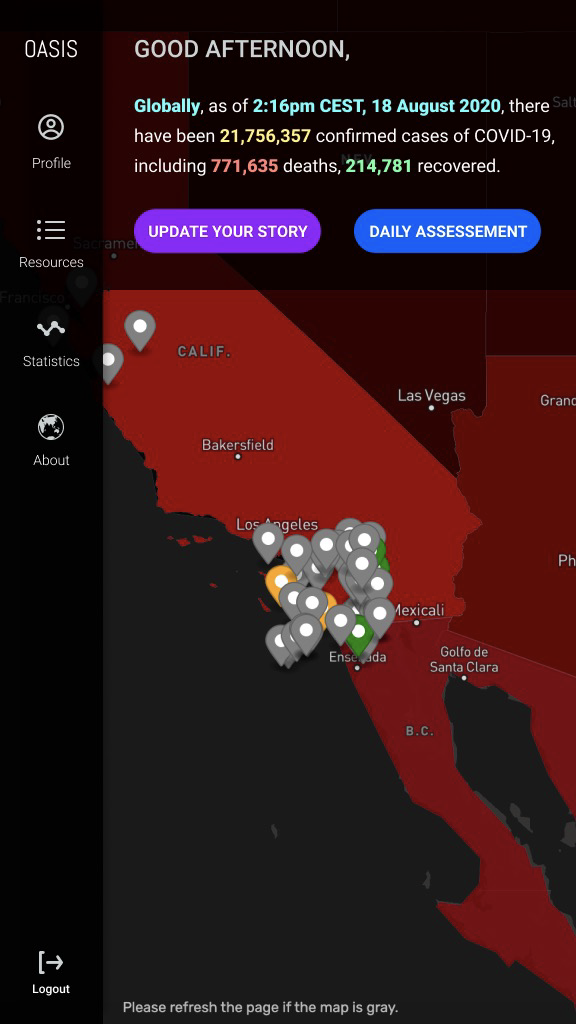 OASIS
GOOD AFTERNOON,
Globally, as of 2:16pm CEST, 18 August 2020, there
have been 21,756,357 confirmed cases of COVID-19,
including 771,635 deaths, 214,781 recovered.
UPDATE YOUR STORY
DAILY ASSESSEMENT
Profile
Resources
Statistics
About
Logout
Salt
NEV.
Sacramen
Francisco
CALIF.
Las Vegas
Grand
Bakersfield
Los Angeles
Ph
Mexicali
Ensenada
Golfo de
Santa Clara
B.C.
Please refresh the page if the map is gray.